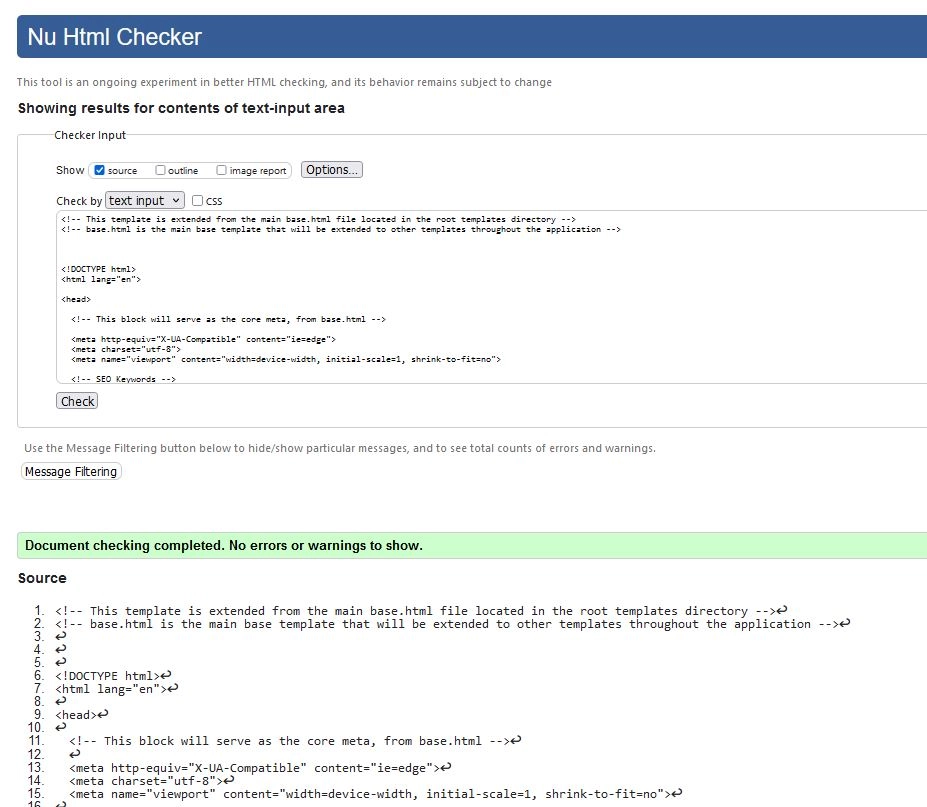 Nu Html Checker
This tool is an ongoing experiment in better HTML checking, and its behavior remains subject to change
Showing results for contents of text-input area
Checker Input
Show source outline image report Options...
Check by text input css
<!-- This template is extended from the main base.html file located in the root templates directory -->
<!-- base.html is the main base template that will be extended to other templates throughout the application -->
<!DOCTYPE html>
<html lang="en">
<head>
<!-- This block will serve as the core meta, from base.html -->
<meta http-equiv="X-UA-Compatible" content="ie=edge">
<meta charset="utf-8">
<meta name="viewport" content="width=device-width, initial-scale=1, shrink-to-fit=no">
<!-- SEO Keywords -->
Check
Use the Message Filtering button below to hide/show particular messages, and to see total counts of errors and warnings.
Message Filtering
Document checking completed. No errors or warnings to show.
Source
1. <!-- This template is extended from the main base.html file located in the root templates directory -->↩
2. <!-- base.html is the main base template that will be extended to other templates throughout the application -->↩
3. ↩
4. ↩
5. ↩
6. <!DOCTYPE html>↩
7. <html lang="en">↩
8. ↩
9. <head>↩
10. ↩
11. <!-- This block will serve as the core meta, from base.html -->↩
12. ↩
13. <meta http-equiv="X-UA-Compatible" content="ie=edge">↩
14. <meta charset="utf-8">↩
15. <meta name="viewport" content="width=device-width, initial-scale=1, shrink-to-fit=no">↩
16. ↩